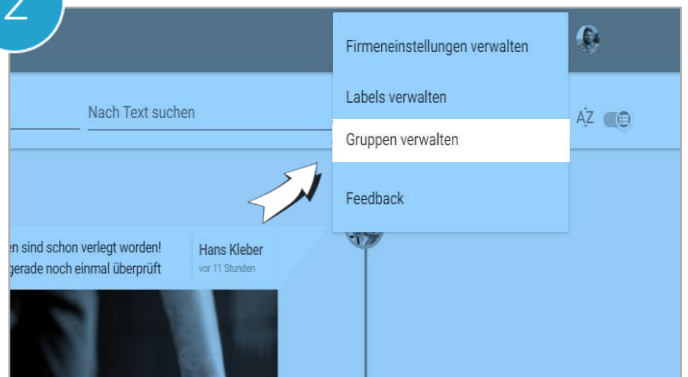 2
Firmeneinstellungen verwalten
Labels verwalten
Nach Text suchen
AZ
Gruppen verwalten
Feedback
en sind schon verlegt worden!
gerade noch einmal überprüft
Hans Kleber
vor 11 Stunden